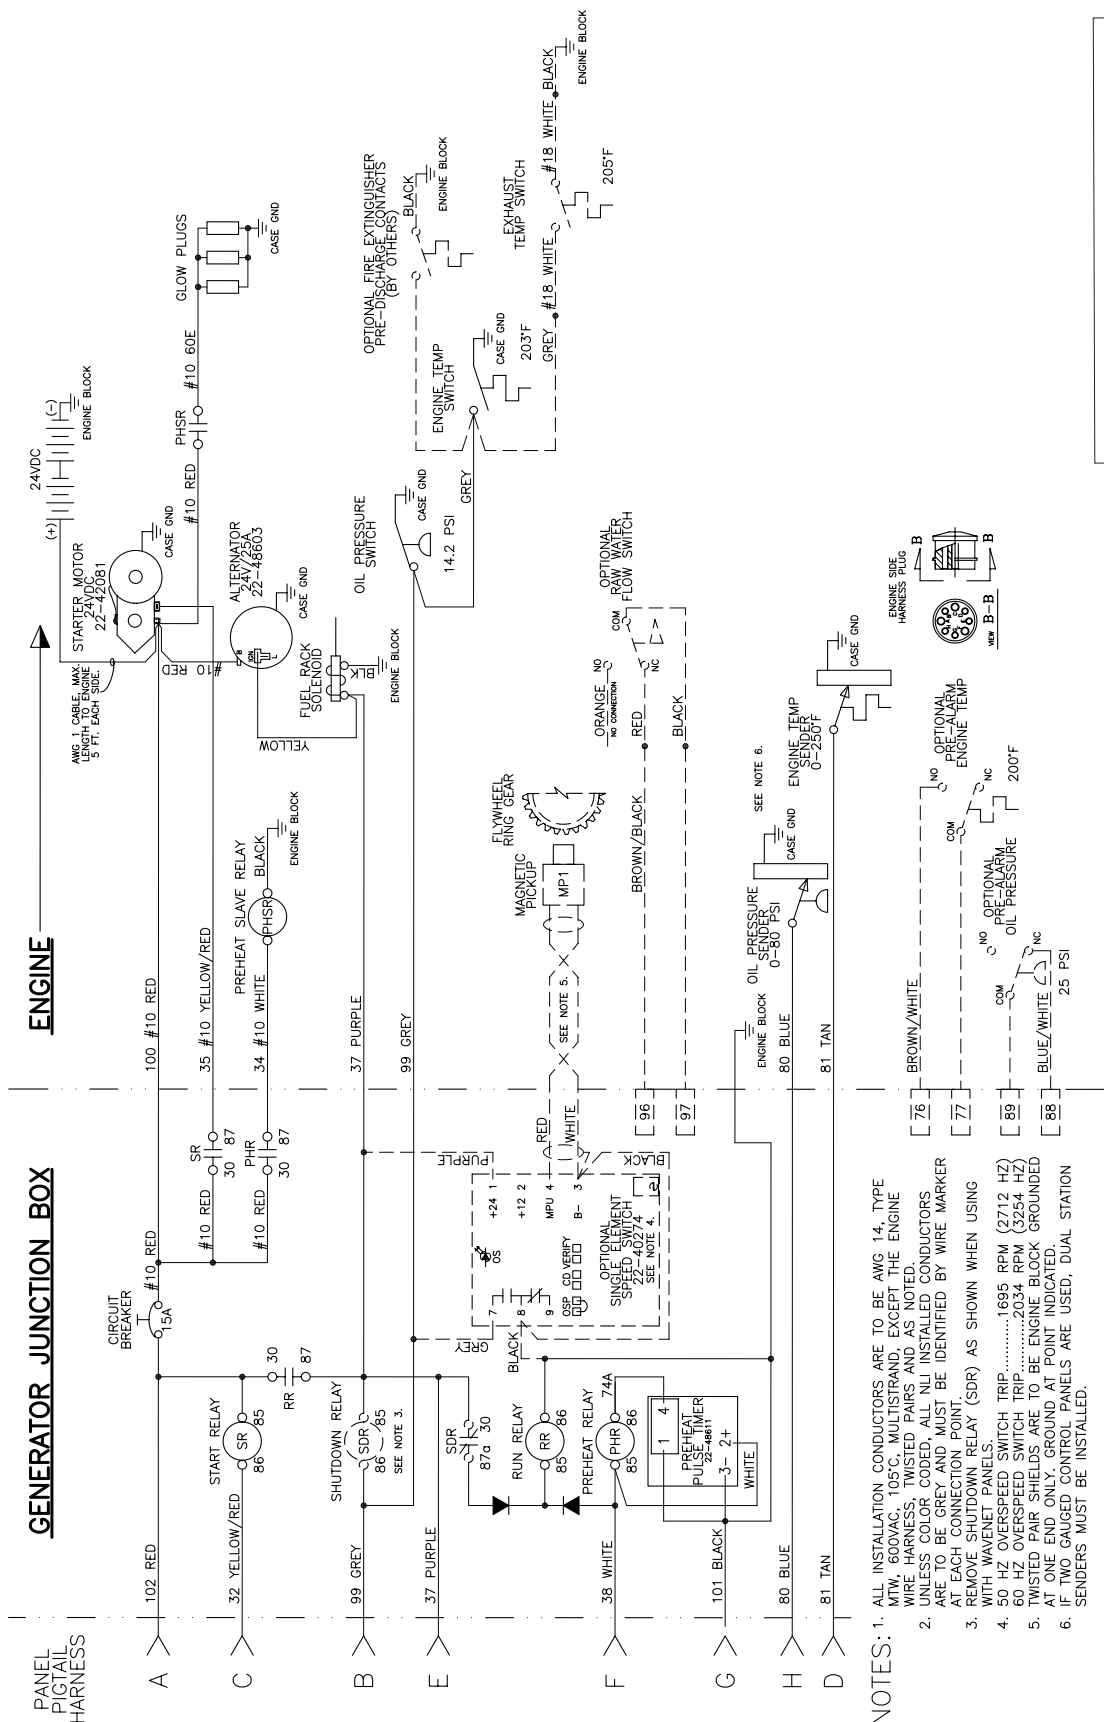 ENGINE
GENERATOR JUNCTION BOX
PANEL
PIGTAIL
HARNESS
A
C
B
E
F
G
H
D
102 RED
32 YELLOW/RED
99 GREY
37 PURPLE
38 WHITE
101 BLACK
80 BLUE
81 TAN
CIRCUIT
BREAKER
15A
#10 RED
START RELAY
86
SR
85
30
RR
87
#10 RED
SR
30
87
#10 RED
PHR
30
87
SHUTDOWN RELAY
86
SDR
85
SEE NOTE 3.
SDR
87a
30
RUN RELAY
85
RR
86
PREHEAT RELAY
85
PHR
86
74A
1
4
PREHEAT
PULSE TIMER
22-48611
3-
2+
WHITE
GREY
BLACK
PURPLE
BLACK
7
8
9
OS
OSP
CD
VERIFY
+24 1
+12 2
MPU 4
B- 3
OPTIONAL
SINGLE ELEMENT
SPEED SWITCH
22-40274
SEE NOTE 4.
RED
WHITE
96
97
76
77
89
88
100 #10 RED
35 #10 YELLOW/RED
34 #10 WHITE
37 PURPLE
99 GREY
PREHEAT SLAVE RELAY
PHSR
BLACK
ENGINE BLOCK
AWG 1 CABLE, MAX.
LENGTH TO ENGINE
5 FT. EACH SIDE.
24VDC
(+)
(-)
ENGINE BLOCK
STARTER MOTOR
24VDC
22-42081
CASE GND
#10 RED
ALTERNATOR
24V/25A
22-48603
B
IGN
L
CASE GND
#10 RED
PHSR
#10 60E
GLOW PLUGS
CASE GND
YELLOW
FUEL RACK
SOLENOID
BLK
ENGINE BLOCK
OIL PRESSURE
SWITCH
CASE GND
14.2 PSI
GREY
ENGINE TEMP
SWITCH
CASE GND
203°F
OPTIONAL FIRE EXTINGUISHER
PRE-DISCHARGE CONTACTS
(BY OTHERS)
BLACK
ENGINE BLOCK
GREY
#18 WHITE
EXHAUST
TEMP SWITCH
205°F
#18 WHITE
BLACK
ENGINE BLOCK
SEE NOTE 5.
MAGNETIC
PICKUP
MP1
FLYWHEEL
RING GEAR
BROWN/BLACK
RED
BLACK
ORANGE
NO CONNECTION
NO
NC
COM
OPTIONAL
RAW WATER
FLOW SWITCH
ENGINE BLOCK
80 BLUE
81 TAN
OIL PRESSURE
SENDER
0-80 PSI
CASE GND
SEE NOTE 6.
ENGINE TEMP
SENDER
0-250°F
CASE GND
BROWN/WHITE
NO
COM
NC
OPTIONAL
PRE-ALARM
ENGINE TEMP
200°F
BLUE/WHITE
COM
NO
NC
OPTIONAL
PRE-ALARM
OIL PRESSURE
25 PSI
ENGINE SIDE
HARNESS PLUG
B
B
VIEW B-B
NOTES: 1. ALL INSTALLATION CONDUCTORS ARE TO BE AWG 14, TYPE
MTW, 600VAC, 105°C, MULTISTRAND, EXCEPT THE ENGINE
WIRE HARNESS, TWISTED PAIRS AND AS NOTED.
2. UNLESS COLOR CODED, ALL NLI INSTALLED CONDUCTORS
ARE TO BE GREY AND MUST BE IDENTIFIED BY WIRE MARKER
AT EACH CONNECTION POINT.
3. REMOVE SHUTDOWN RELAY (SDR) AS SHOWN WHEN USING
WITH WAVENET PANELS.
4. 50 HZ OVERSPEED SWITCH TRIP............1695 RPM (2712 HZ)
60 HZ OVERSPEED SWITCH TRIP............2034 RPM (3254 HZ)
5. TWISTED PAIR SHIELDS ARE TO BE ENGINE BLOCK GROUNDED
AT ONE END ONLY. GROUND AT POINT INDICATED.
6. IF TWO GAUGED CONTROL PANELS ARE USED, DUAL STATION
SENDERS MUST BE INSTALLED.